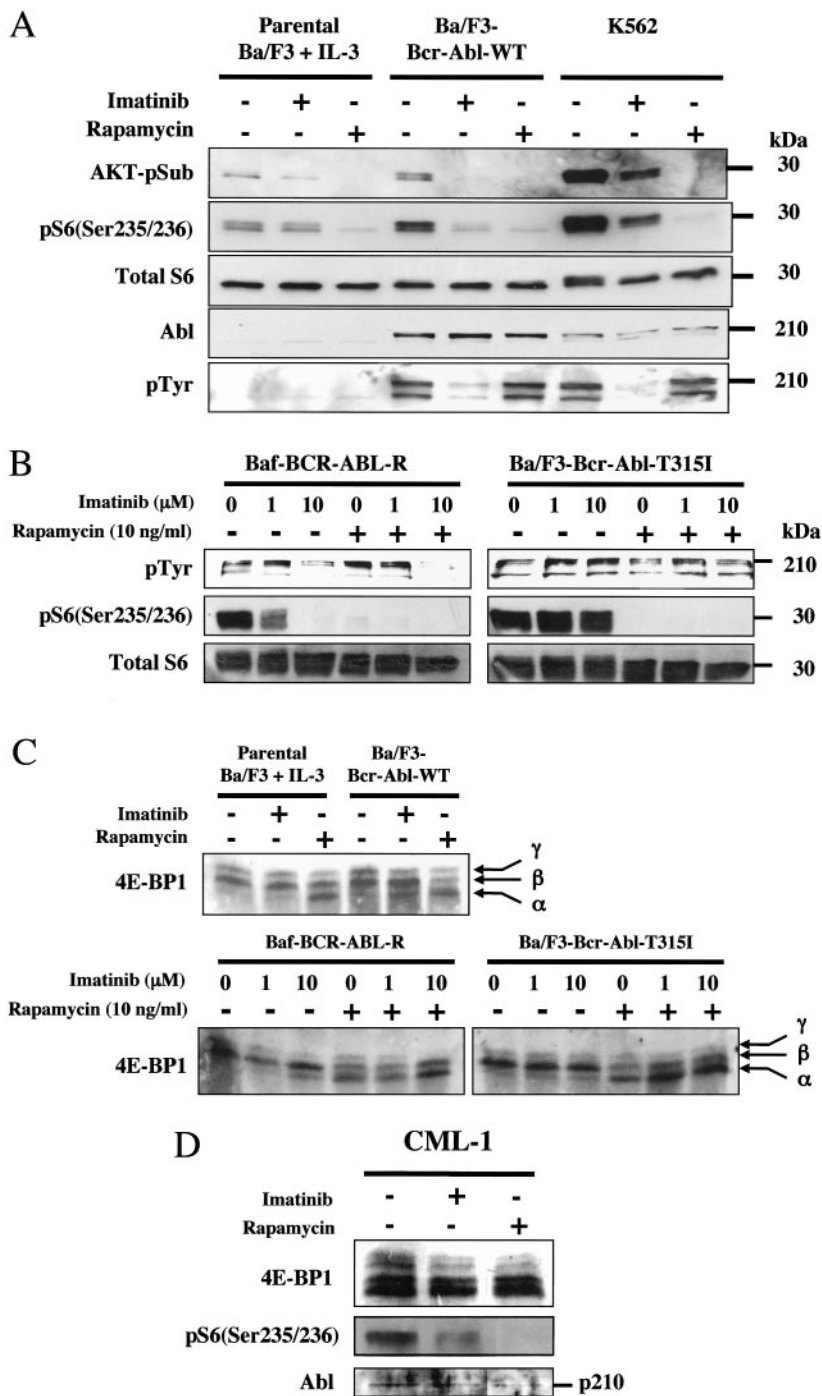 A
Parental
Ba/F3 + IL-3
Ba/F3-
Bcr-Abl-WT
K562
Imatinib - + - - + - - + -
Rapamycin - - + - - + - - +
kDa
AKT-pSub 30
pS6(Ser235/236) 30
Total S6 30
Abl 210
pTyr 210
B
Baf-BCR-ABL-R Ba/F3-Bcr-Abl-T315I
Imatinib (μM) 0 1 10 0 1 10 0 1 10 0 1 10
Rapamycin (10 ng/ml) - - - + + + - - - + + +
kDa
pTyr 210
pS6(Ser235/236) 30
Total S6 30
C
Parental
Ba/F3 + IL-3
Ba/F3-
Bcr-Abl-WT
Imatinib - + - - + -
Rapamycin - - + - - +
4E-BP1
γ
β
α
Baf-BCR-ABL-R Ba/F3-Bcr-Abl-T315I
Imatinib (μM) 0 1 10 0 1 10 0 1 10 0 1 10
Rapamycin (10 ng/ml) - - - + + + - - - + + +
4E-BP1
γ
β
α
D
CML-1
Imatinib - + -
Rapamycin - - +
4E-BP1
pS6(Ser235/236)
Abl p210